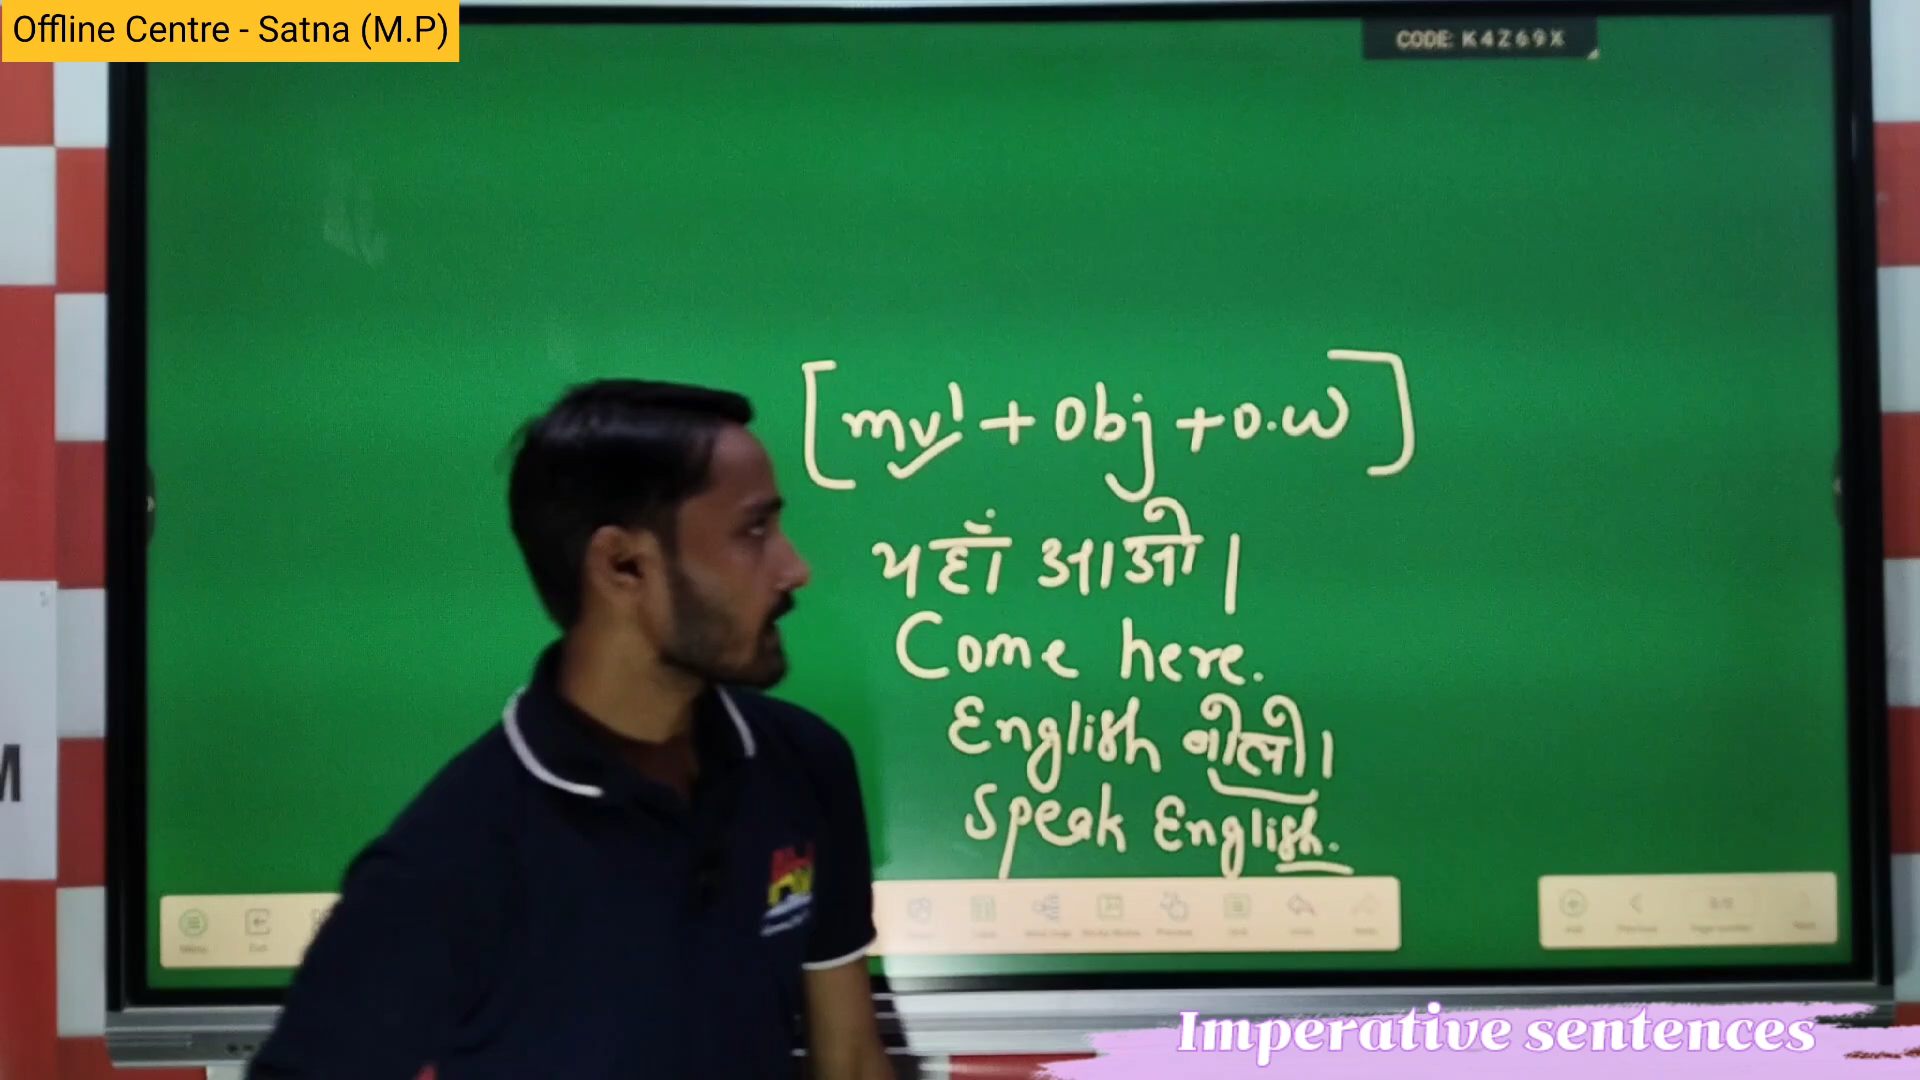 Offline Centre - Satna (M.P)
CODE: K4Z69X
[mv1 + obj + o.w]
यहाँ आओ।
Come here.
English बोलो।
Speak English.
M
Imperative sentences